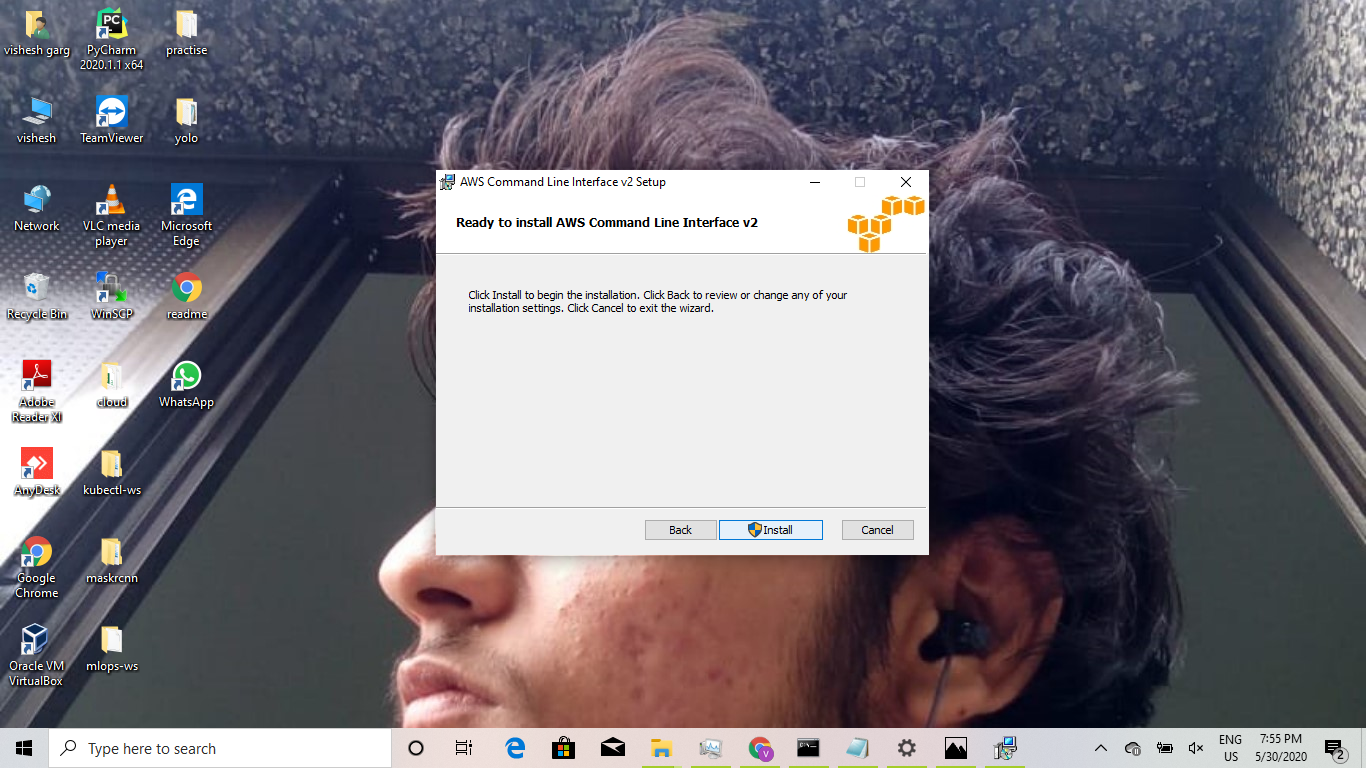 vishesh garg
PyCharm
2020.1.1 x64
practise
vishesh
TeamViewer
yolo
Network
VLC media
player
Microsoft
Edge
Recycle Bin
WinSCP
readme
Adobe
Reader XI
cloud
WhatsApp
AnyDesk
kubectl-ws
Google
Chrome
maskrcnn
Oracle VM
VirtualBox
mlops-ws
AWS Command Line Interface v2 Setup
Ready to install AWS Command Line Interface v2
Click Install to begin the installation. Click Back to review or change any of your
installation settings. Click Cancel to exit the wizard.
Back
Install
Cancel
Type here to search
ENG
US
7:55 PM
5/30/2020
2